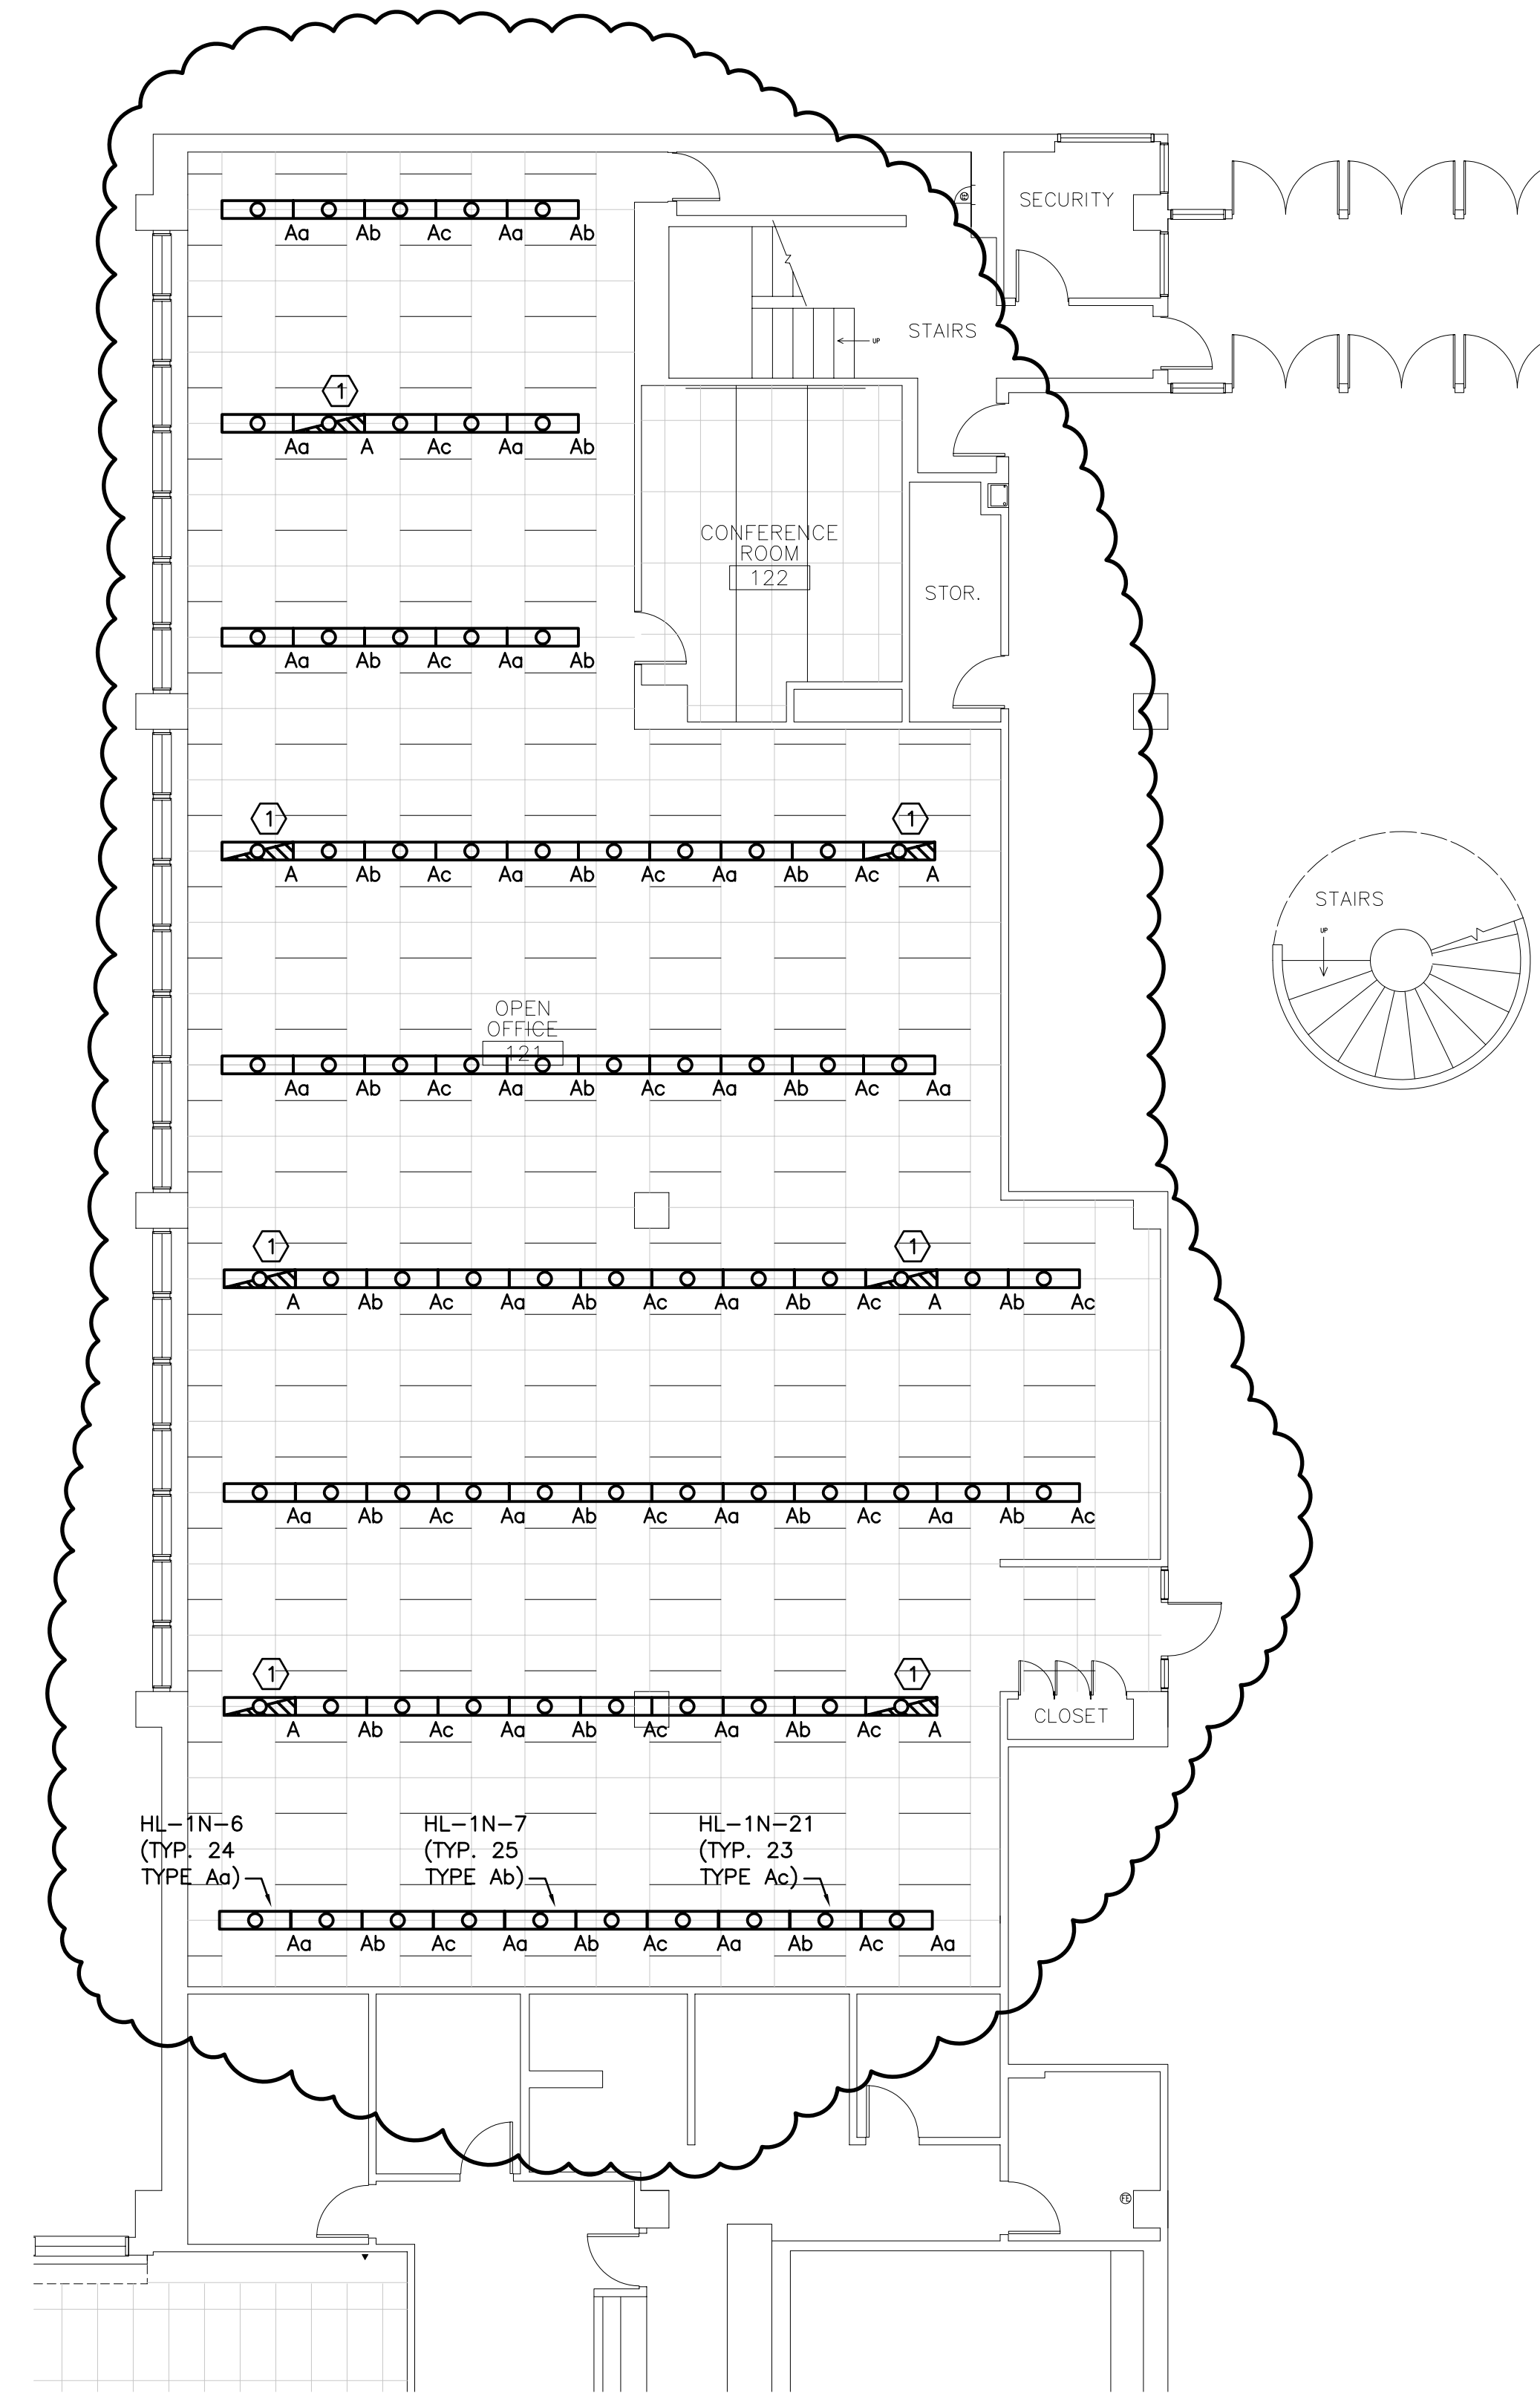 SECURITY
Aa Ab Ac Aa Ab
STAIRS
UP
1
Aa A Ac Aa Ab
CONFERENCE
ROOM
122
STOR.
Aa Ab Ac Aa Ab
1 1
A Ab Ac Aa Ab Ac Aa Ab Ac A
STAIRS
UP
OPEN
OFFICE
121
Aa Ab Ac Aa Ab Ac Aa Ab Ac Aa
1 1
A Ab Ac Aa Ab Ac Aa Ab Ac A Ab Ac
Aa Ab Ac Aa Ab Ac Aa Ab Ac Aa Ab Ac
1 1
CLOSET
A Ab Ac Aa Ab Ac Aa Ab Ac A
HL-1N-6
(TYP. 24
TYPE Aa)
HL-1N-7
(TYP. 25
TYPE Ab)
HL-1N-21
(TYP. 23
TYPE Ac)
Aa Ab Ac Aa Ab Ac Aa Ab Ac Aa
FE